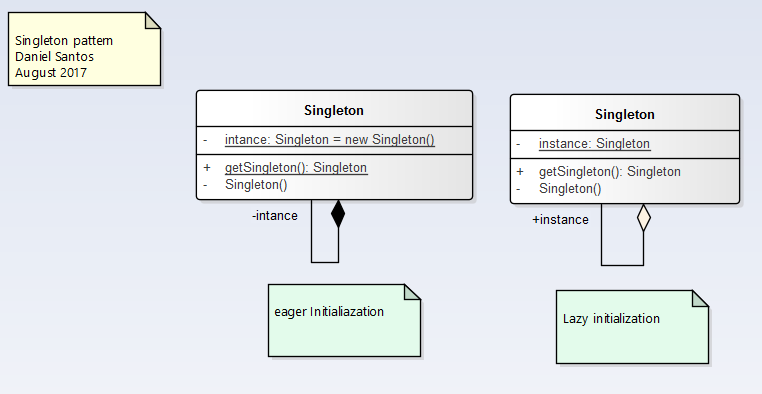 Singleton pattern
Daniel Santos
August 2017
Singleton
- intance: Singleton = new Singleton()
+ getSingleton(): Singleton
- Singleton()
-intance
eager Initialiazation
Singleton
- instance: Singleton
+ getSingleton(): Singleton
- Singleton()
+instance
Lazy initialization